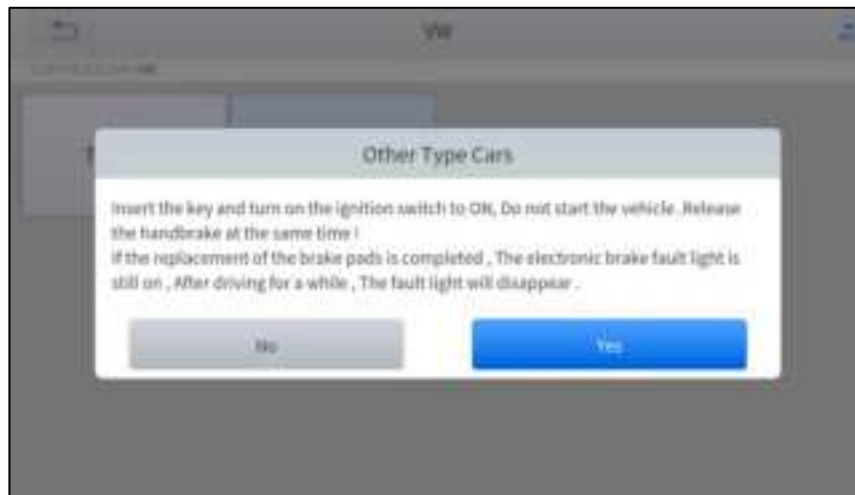 VW
Other Type Cars
Insert the key and turn on the ignition switch to ON, Do not start the vehicle .Release
the handbrake at the same time !
If the replacement of the brake pads is completed , The electronic brake fault light is
still on , After driving for a while , The fault light will disappear .
No
Yes